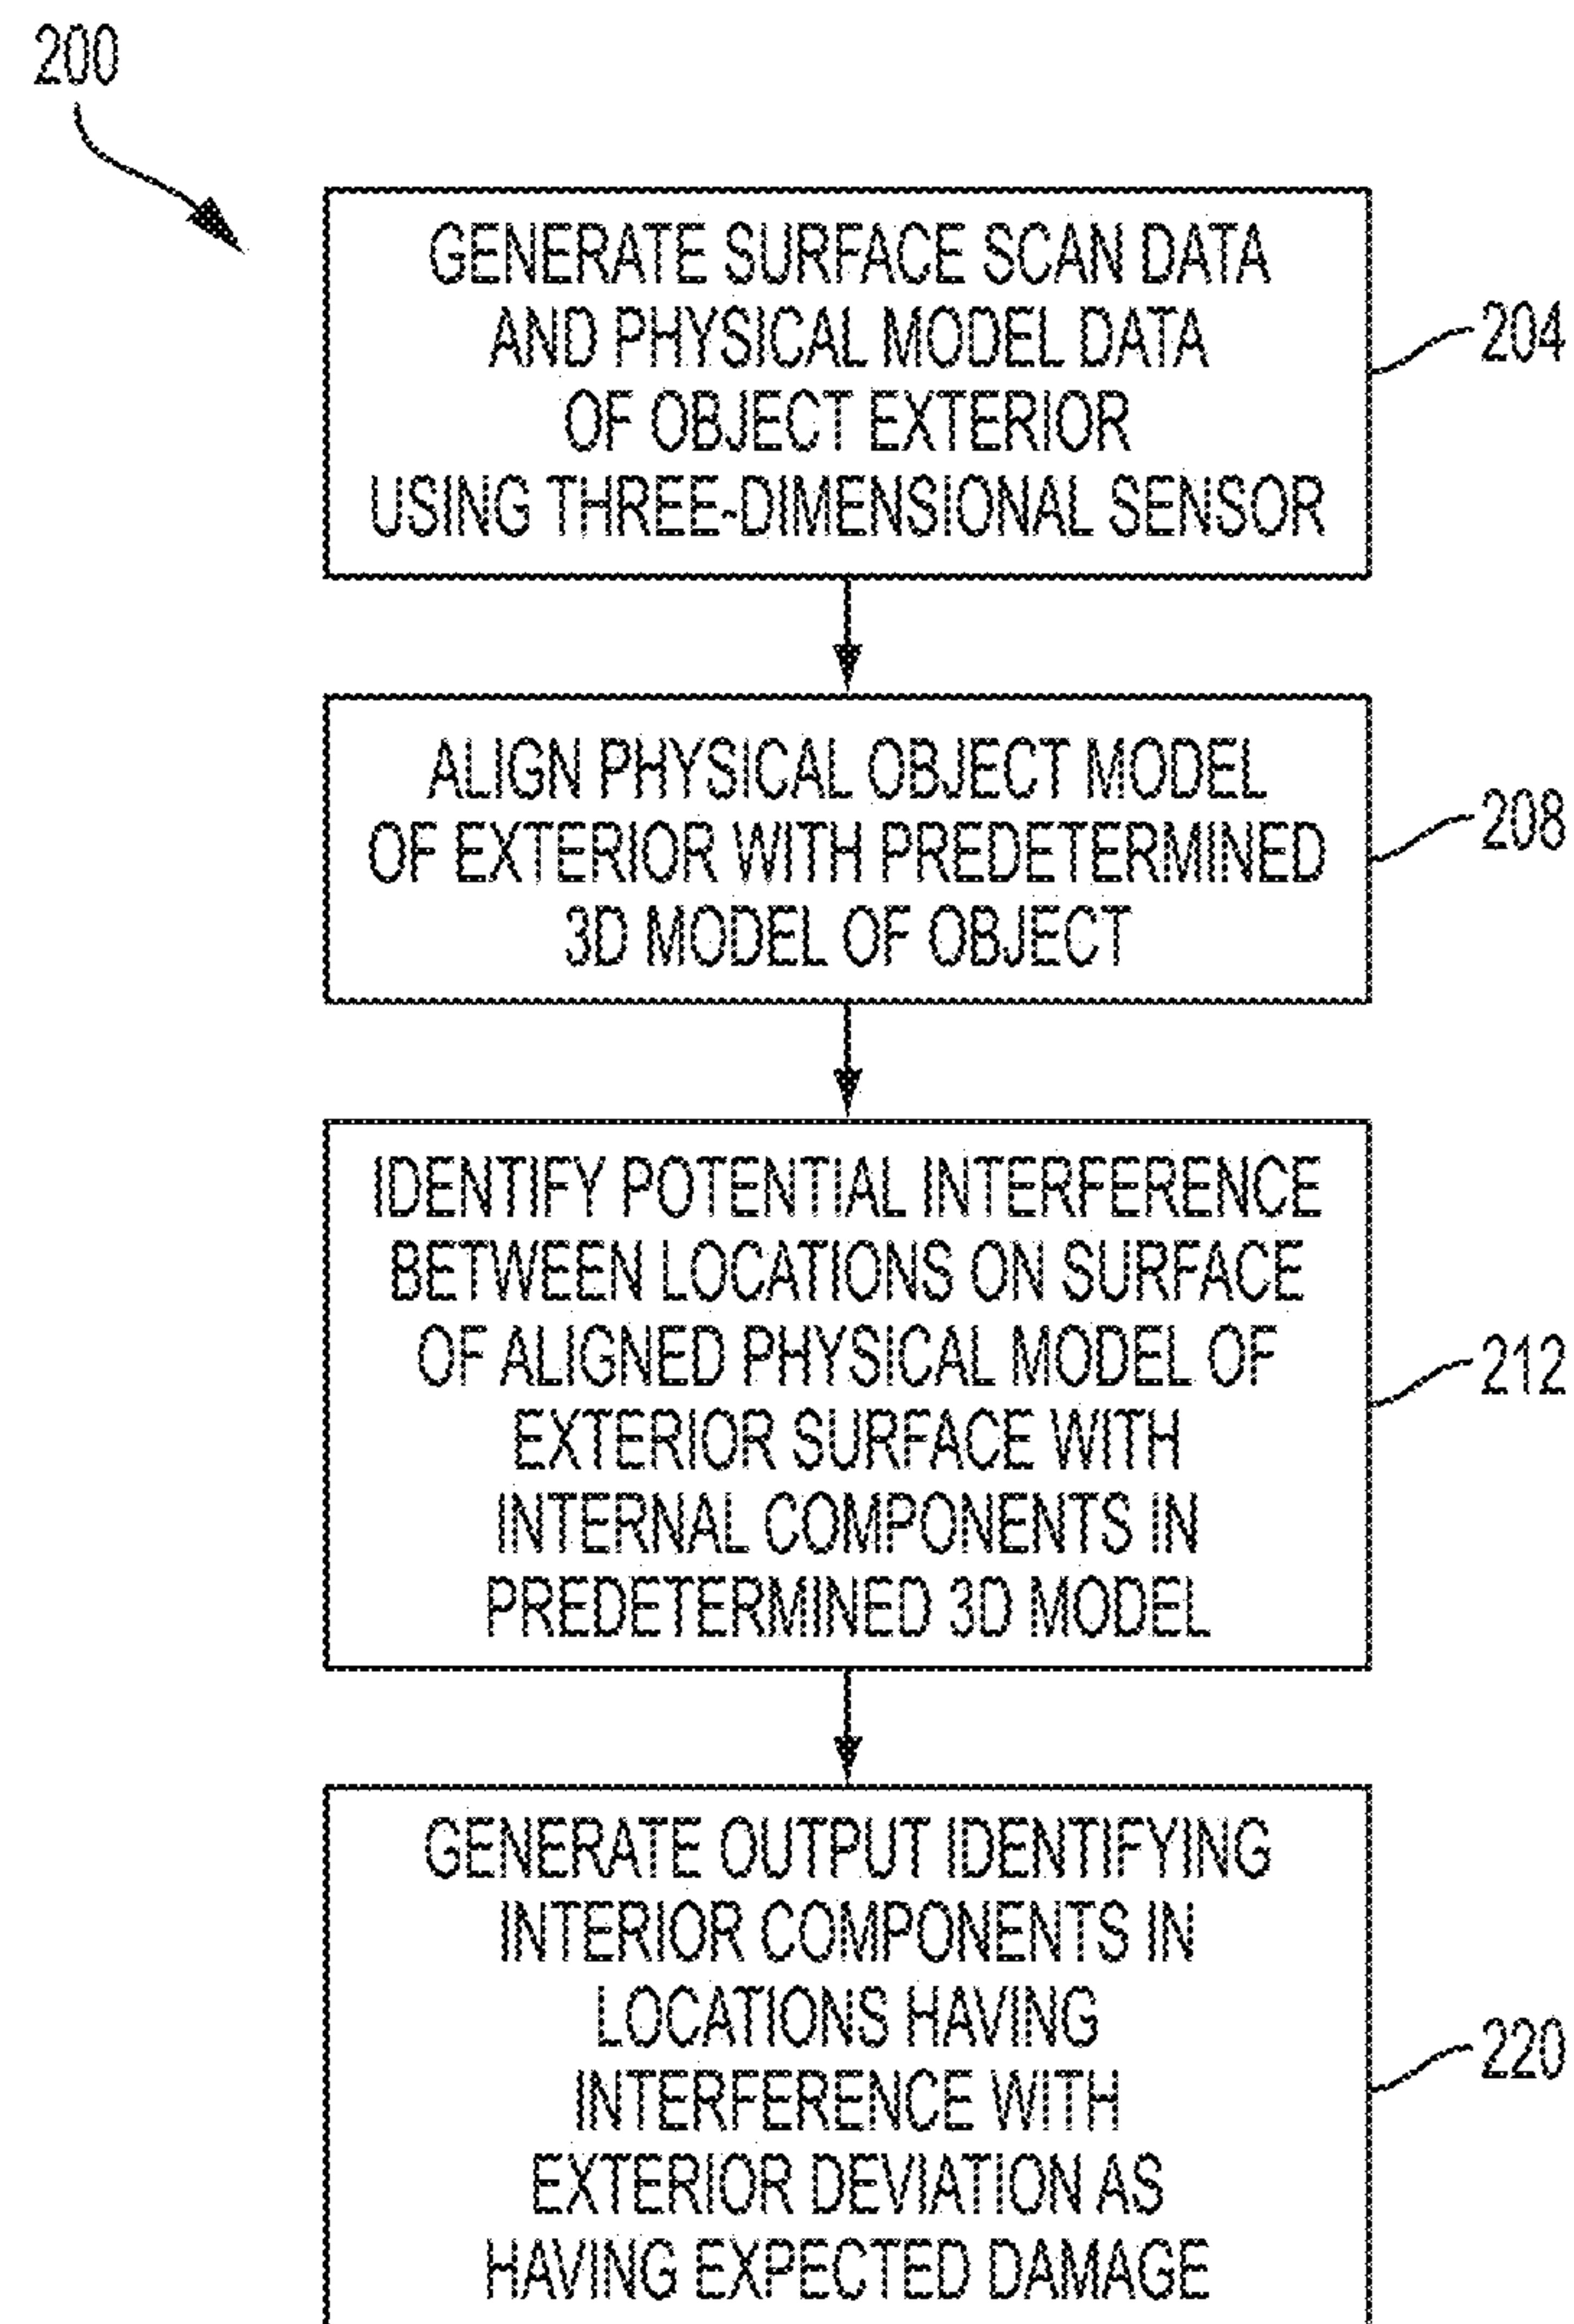 200
GENERATE SURFACE SCAN DATA
AND PHYSICAL MODEL DATA
OF OBJECT EXTERIOR
USING THREE-DIMENSIONAL SENSOR
204
ALIGN PHYSICAL OBJECT MODEL
OF EXTERIOR WITH PREDETERMINED
3D MODEL OF OBJECT
208
IDENTIFY POTENTIAL INTERFERENCE
BETWEEN LOCATIONS ON SURFACE
OF ALIGNED PHYSICAL MODEL OF
EXTERIOR SURFACE WITH
INTERNAL COMPONENTS IN
PREDETERMINED 3D MODEL
212
GENERATE OUTPUT IDENTIFYING
INTERIOR COMPONENTS IN
LOCATIONS HAVING
INTERFERENCE WITH
EXTERIOR DEVIATION AS
HAVING EXPECTED DAMAGE
220